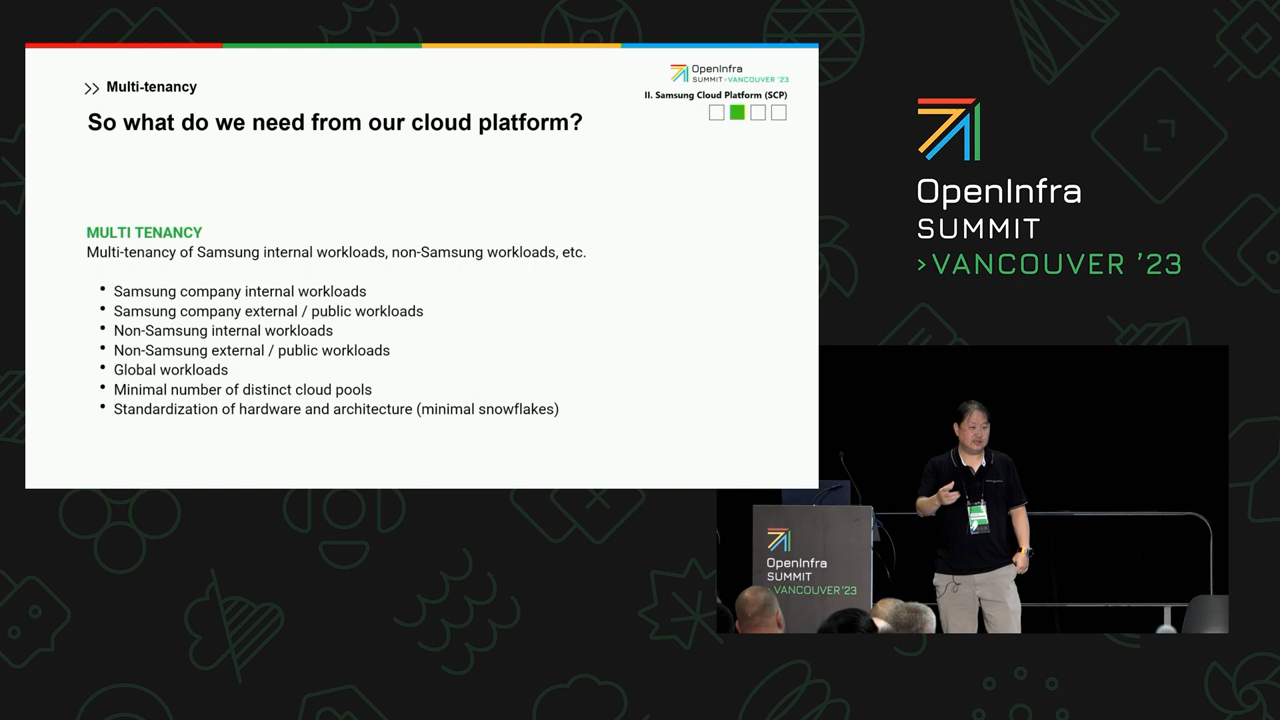 >> Multi-tenancy
So what do we need from our cloud platform?
OpenInfra
SUMMIT >VANCOUVER '23
II. Samsung Cloud Platform (SCP)
MULTI TENANCY
Multi-tenancy of Samsung internal workloads, non-Samsung workloads, etc.
• Samsung company internal workloads
• Samsung company external / public workloads
• Non-Samsung internal workloads
• Non-Samsung external / public workloads
• Global workloads
• Minimal number of distinct cloud pools
• Standardization of hardware and architecture (minimal snowflakes)
OpenInfra
SUMMIT
>VANCOUVER '23
OpenInfra
SUMMIT
>VANCOUVER '23